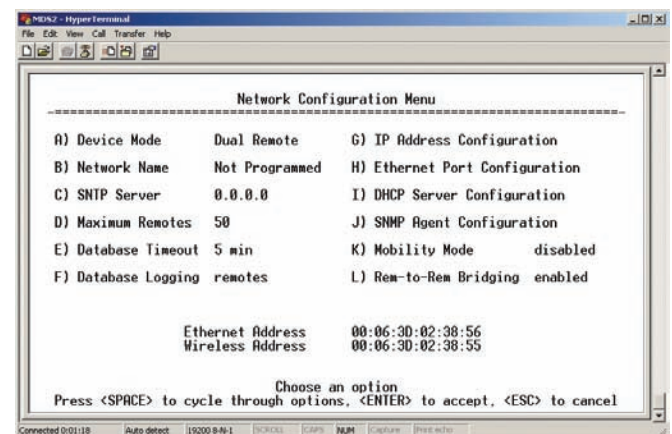 MDS2 - HyperTerminal
File Edit View Call Transfer Help
Network Configuration Menu
A) Device Mode Dual Remote G) IP Address Configuration
B) Network Name Not Programmed H) Ethernet Port Configuration
C) SNTP Server 0.0.0.0 I) DHCP Server Configuration
D) Maximum Remotes 50 J) SNMP Agent Configuration
E) Database Timeout 5 min K) Mobility Mode disabled
F) Database Logging remotes L) Rem-to-Rem Bridging enabled
Ethernet Address 00:06:3D:02:38:56
Wireless Address 00:06:3D:02:38:55
Choose an option
Press <SPACE> to cycle through options, <ENTER> to accept, <ESC> to cancel
Connected 0:01:18 Auto detect 19200 8-N-1 SCROLL CAPS NUM Capture Print echo